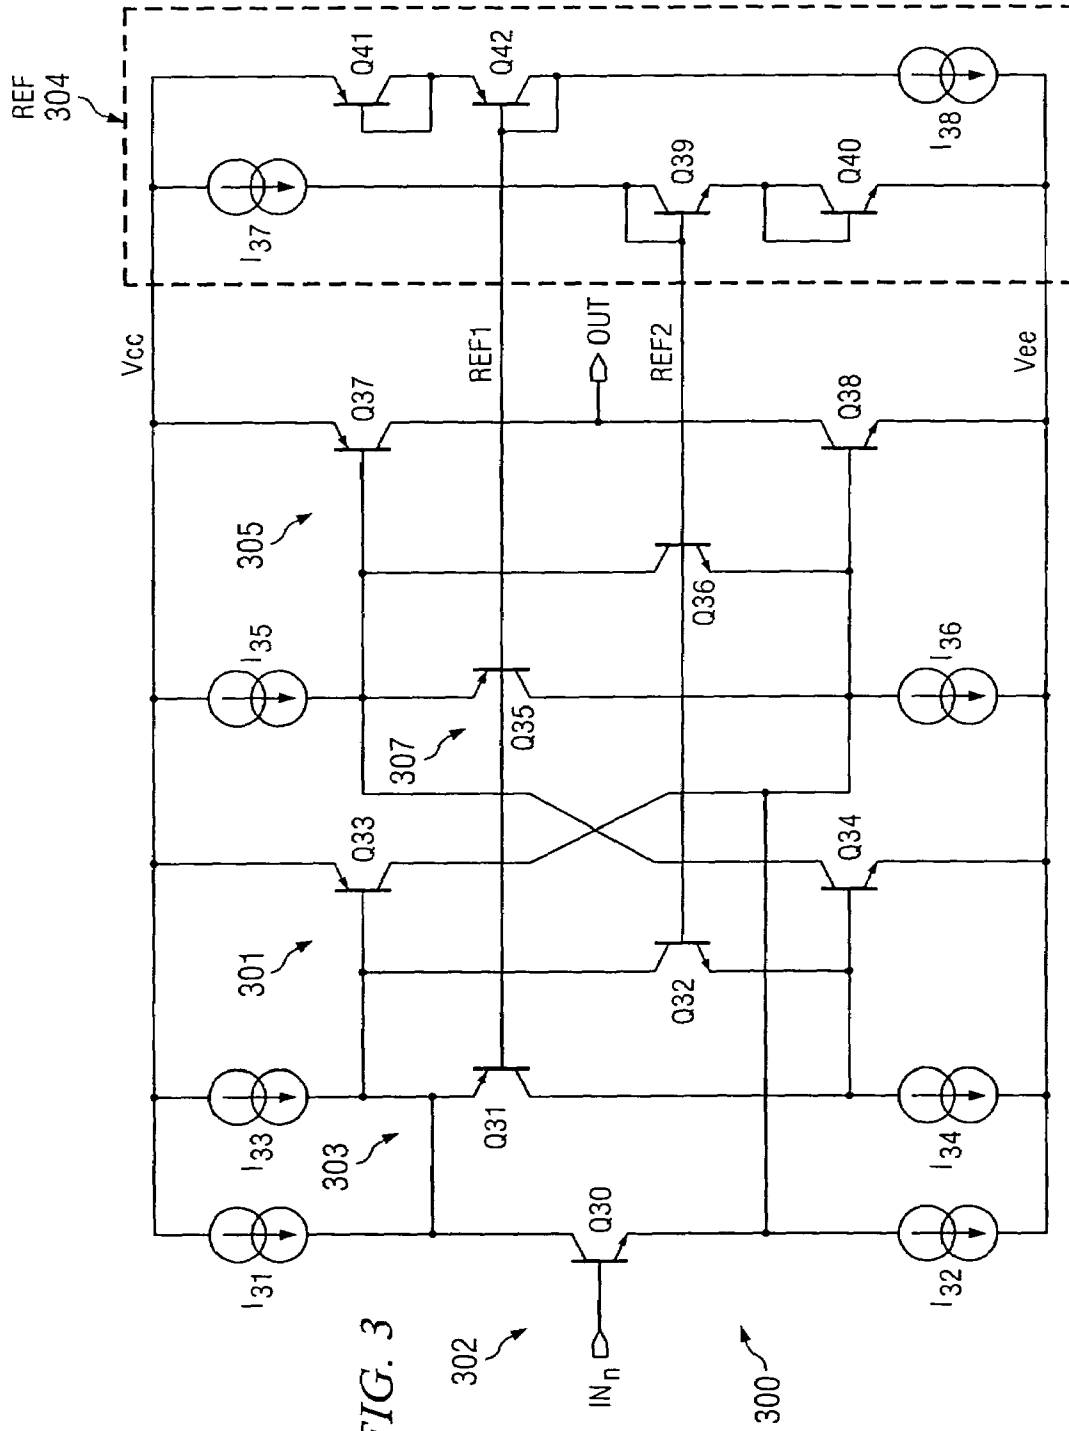 REF
304
Q41
Q42
I38
I37
Q39
Q40
Vcc
REF1
OUT
REF2
Vee
305
Q37
Q38
I35
307
Q35
Q36
I36
301
Q33
Q34
Q32
I33
303
Q31
I34
I31
Q30
I32
302
INn
300
FIG. 3